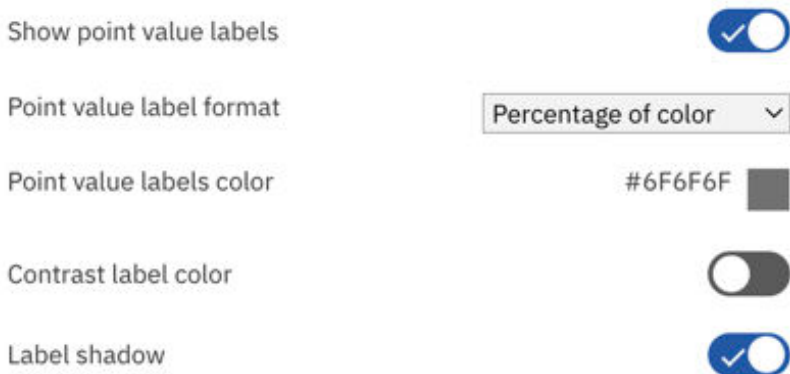 Show point value labels
Point value label format Percentage of color
Point value labels color #6F6F6F
Contrast label color
Label shadow